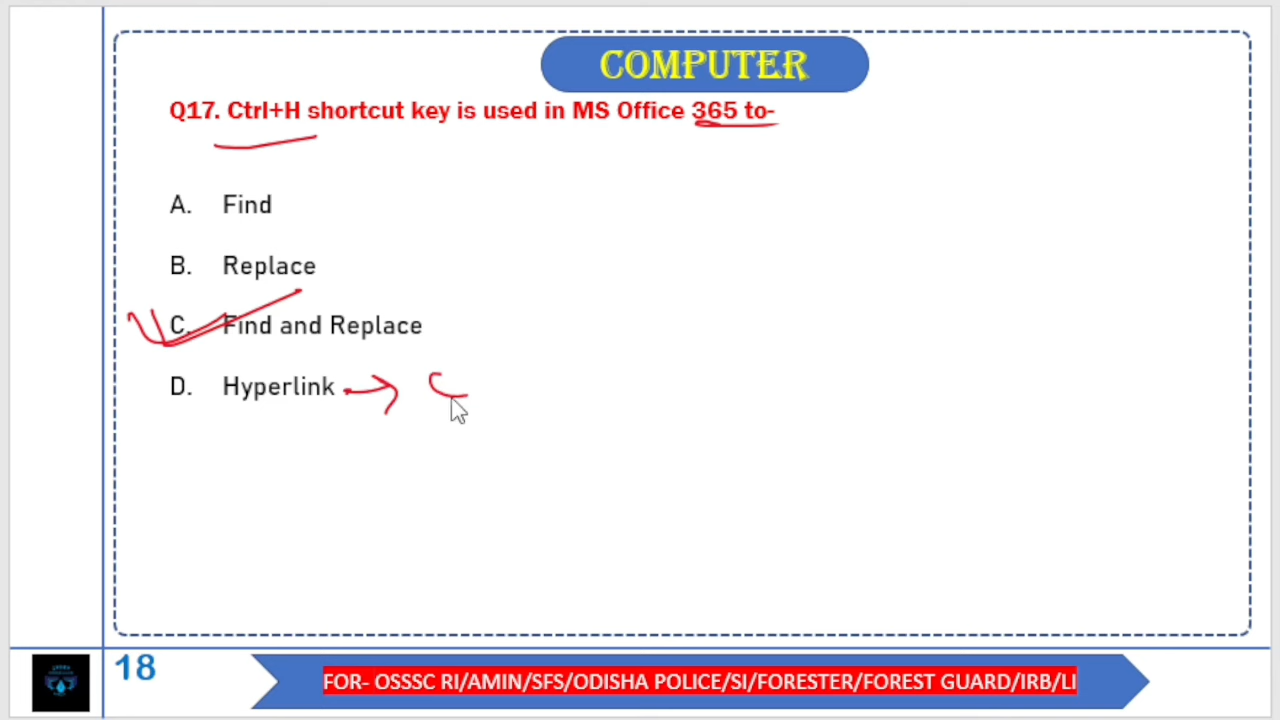 COMPUTER
Q17. Ctrl+H shortcut key is used in MS Office 365 to-
A. Find
B. Replace
C. Find and Replace
D. Hyperlink
18
FOR- OSSSC RI/AMIN/SFS/ODISHA POLICE/SI/FORESTER/FOREST GUARD/IRB/LI